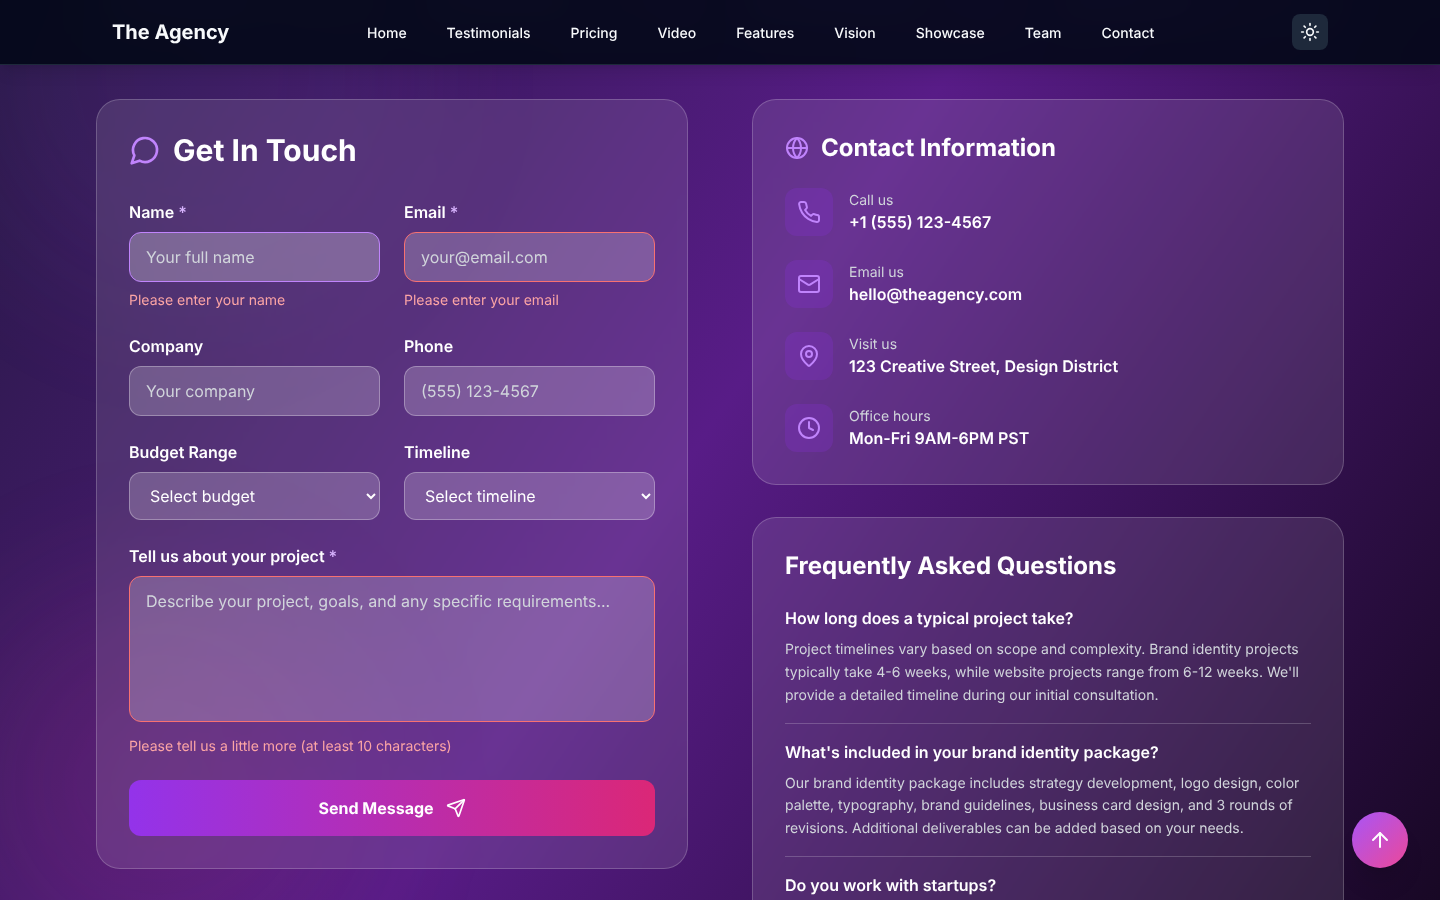 The Agency
Home Testimonials Pricing Video Features Vision Showcase Team Contact
Get In Touch
Name *
Your full name
Please enter your name
Email *
your@email.com
Please enter your email
Company
Your company
Phone
(555) 123-4567
Budget Range
Select budget
Timeline
Select timeline
Tell us about your project *
Describe your project, goals, and any specific requirements...
Please tell us a little more (at least 10 characters)
Send Message
Contact Information
Call us
+1 (555) 123-4567
Email us
hello@theagency.com
Visit us
123 Creative Street, Design District
Office hours
Mon-Fri 9AM-6PM PST
Frequently Asked Questions
How long does a typical project take?
Project timelines vary based on scope and complexity. Brand identity projects
typically take 4-6 weeks, while website projects range from 6-12 weeks. We'll
provide a detailed timeline during our initial consultation.
What's included in your brand identity package?
Our brand identity package includes strategy development, logo design, color
palette, typography, brand guidelines, business card design, and 3 rounds of
revisions. Additional deliverables can be added based on your needs.
Do you work with startups?